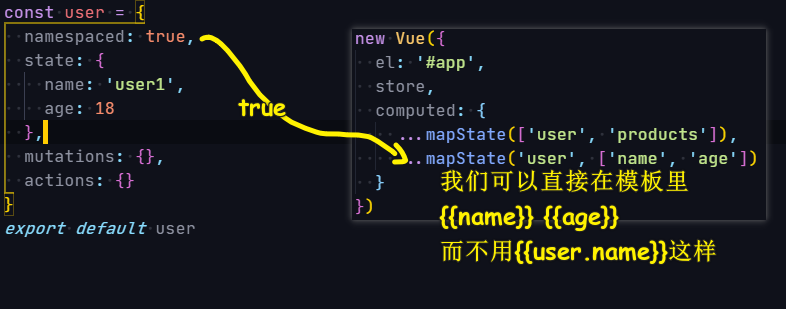 const user = {
namespaced: true,
state: {
name: 'user1',
age: 18
},
mutations: {},
actions: {}
}
export default user
true
new Vue({
el: '#app',
store,
computed: {
...mapState(['user', 'products']),
...mapState('user', ['name', 'age'])
}
})
我们可以直接在模板里
{{name}} {{age}}
而不用{{user.name}}这样